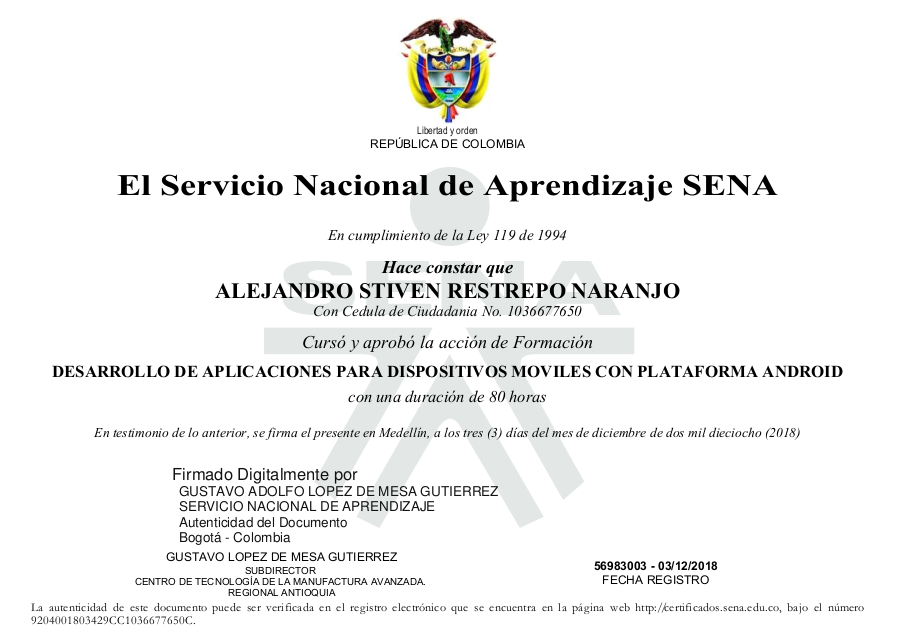 Libertad y orden
REPÚBLICA DE COLOMBIA
El Servicio Nacional de Aprendizaje SENA
En cumplimiento de la Ley 119 de 1994
SENA
Hace constar que
ALEJANDRO STIVEN RESTREPO NARANJO
Con Cedula de Ciudadania No. 1036677650
Cursó y aprobó la acción de Formación
DESARROLLO DE APLICACIONES PARA DISPOSITIVOS MOVILES CON PLATAFORMA ANDROID
con una duración de 80 horas
En testimonio de lo anterior, se firma el presente en Medellín, a los tres (3) días del mes de diciembre de dos mil dieciocho (2018)
Firmado Digitalmente por
GUSTAVO ADOLFO LOPEZ DE MESA GUTIERREZ
SERVICIO NACIONAL DE APRENDIZAJE
Autenticidad del Documento
Bogotá - Colombia
GUSTAVO LOPEZ DE MESA GUTIERREZ
SUBDIRECTOR
CENTRO DE TECNOLOGÍA DE LA MANUFACTURA AVANZADA.
REGIONAL ANTIOQUIA
56983003 - 03/12/2018
FECHA REGISTRO
La autenticidad de este documento puede ser verificada en el registro electrónico que se encuentra en la página web http://certificados.sena.edu.co, bajo el número
9204001803429CC1036677650C.